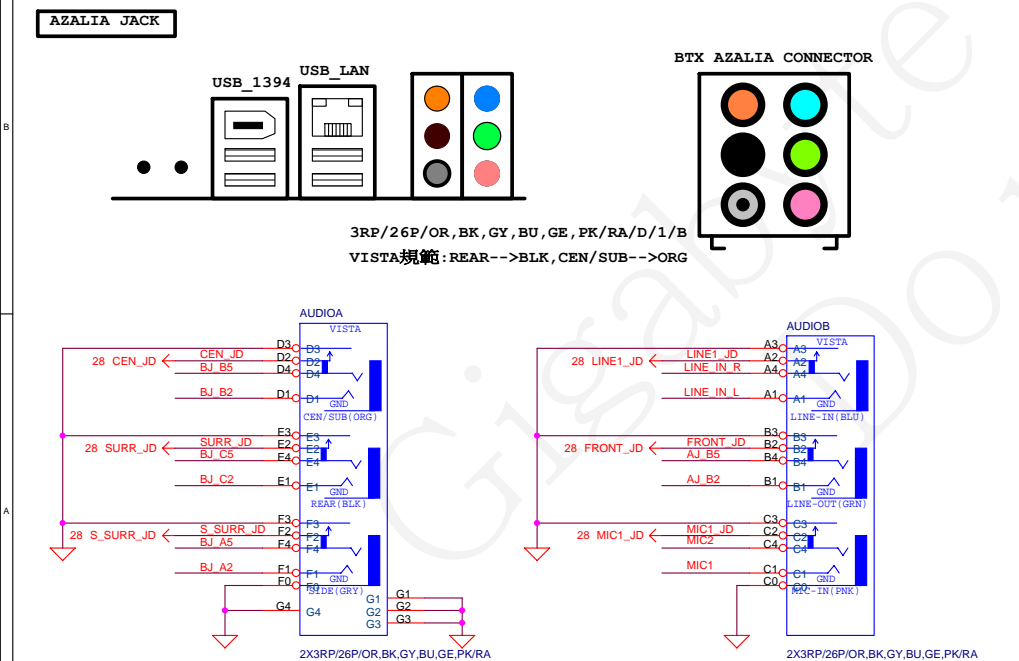 AZALIA JACK
USB_1394
USB_LAN
BTX AZALIA CONNECTOR
B
3RP/26P/OR,BK,GY,BU,GE,PK/RA/D/1/B
VISTA規範:REAR-->BLK,CEN/SUB-->ORG
AUDIOA
VISTA
D3
D3
28 CEN_JD
CEN_JD
D2
D2
BJ_B5
D4
D4
BJ_B2
D1
D1
GND
CEN/SUB(ORG)
E3
E3
28 SURR_JD
SURR_JD
E2
E2
BJ_C5
E4
E4
BJ_C2
E1
E1
GND
REAR(BLK)
F3
F3
28 S_SURR_JD
S_SURR_JD
F2
F2
BJ_A5
F4
F4
BJ_A2
F1
F1
GND
F0
F0
SIDE(GRY)
G4
G4
G1
G1
G2
G2
G3
G3
2X3RP/26P/OR,BK,GY,BU,GE,PK/RA
AUDIOB
VISTA
A3
A3
28 LINE1_JD
LINE1_JD
A2
A2
LINE_IN_R
A4
A4
LINE_IN_L
A1
A1
GND
LINE-IN(BLU)
B3
B3
28 FRONT_JD
FRONT_JD
B2
B2
AJ_B5
B4
B4
AJ_B2
B1
B1
GND
LINE-OUT(GRN)
C3
C3
28 MIC1_JD
MIC1_JD
C2
C2
MIC2
C4
C4
MIC1
C1
C1
GND
C0
C0
MIC-IN(PNK)
2X3RP/26P/OR,BK,GY,BU,GE,PK/RA
A
Gigabyte
Do